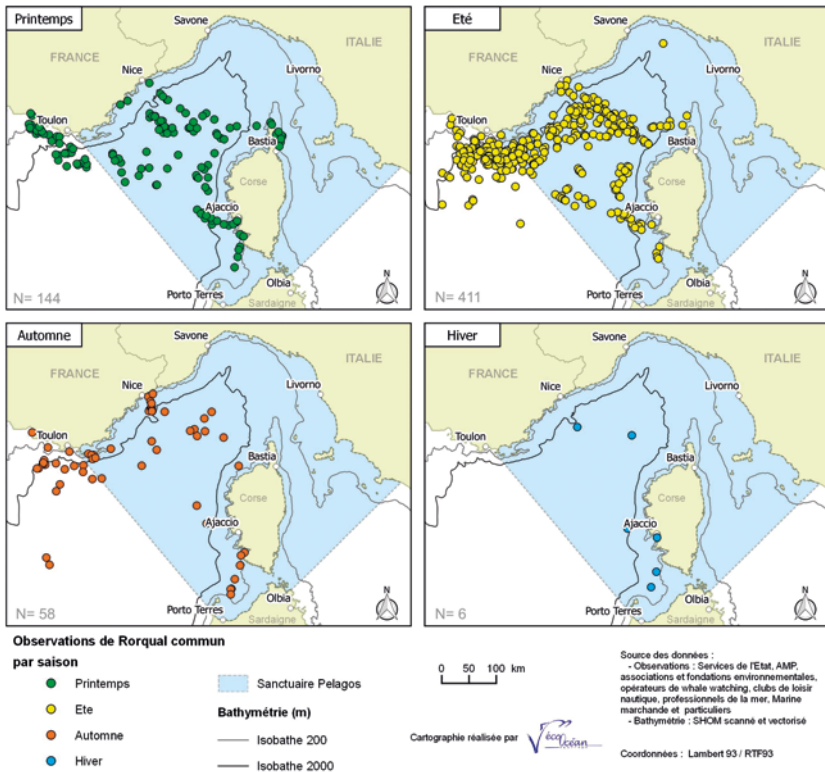 Printemps
Savone
ITALIE
FRANCE
Nice
Livorno
Toulon
Bastia
Corse
Ajaccio
Olbia
Porto Terres
Sardaigne
N
N= 144
Eté
Savone
ITALIE
FRANCE
Nice
Livorno
Toulon
Bastia
Corse
Ajaccio
Olbia
Porto Terres
Sardaigne
N
N= 411
Automne
Savone
ITALIE
FRANCE
Nice
Livorno
Toulon
Bastia
Corse
Ajaccio
Olbia
Porto Terres
Sardaigne
N
N= 58
Hiver
Savone
ITALIE
FRANCE
Nice
Livorno
Toulon
Bastia
Corse
Ajaccio
Olbia
Porto Terres
Sardaigne
N
N= 6
Observations de Rorqual commun
par saison
Printemps
Ete
Automne
Hiver
Sanctuaire Pelagos
Bathymétrie (m)
Isobathe 200
Isobathe 2000
0 50 100 km
Cartographie réalisée par
écoOcéan
Source des données :
- Observations : Services de l'Etat, AMP,
associations et fondations environnementales,
opérateurs de whale watching, clubs de loisir
nautique, professionnels de la mer, Marine
marchande et particuliers
- Bathymétrie : SHOM scanné et vectorisé
Coordonnées : Lambert 93 / RTF93